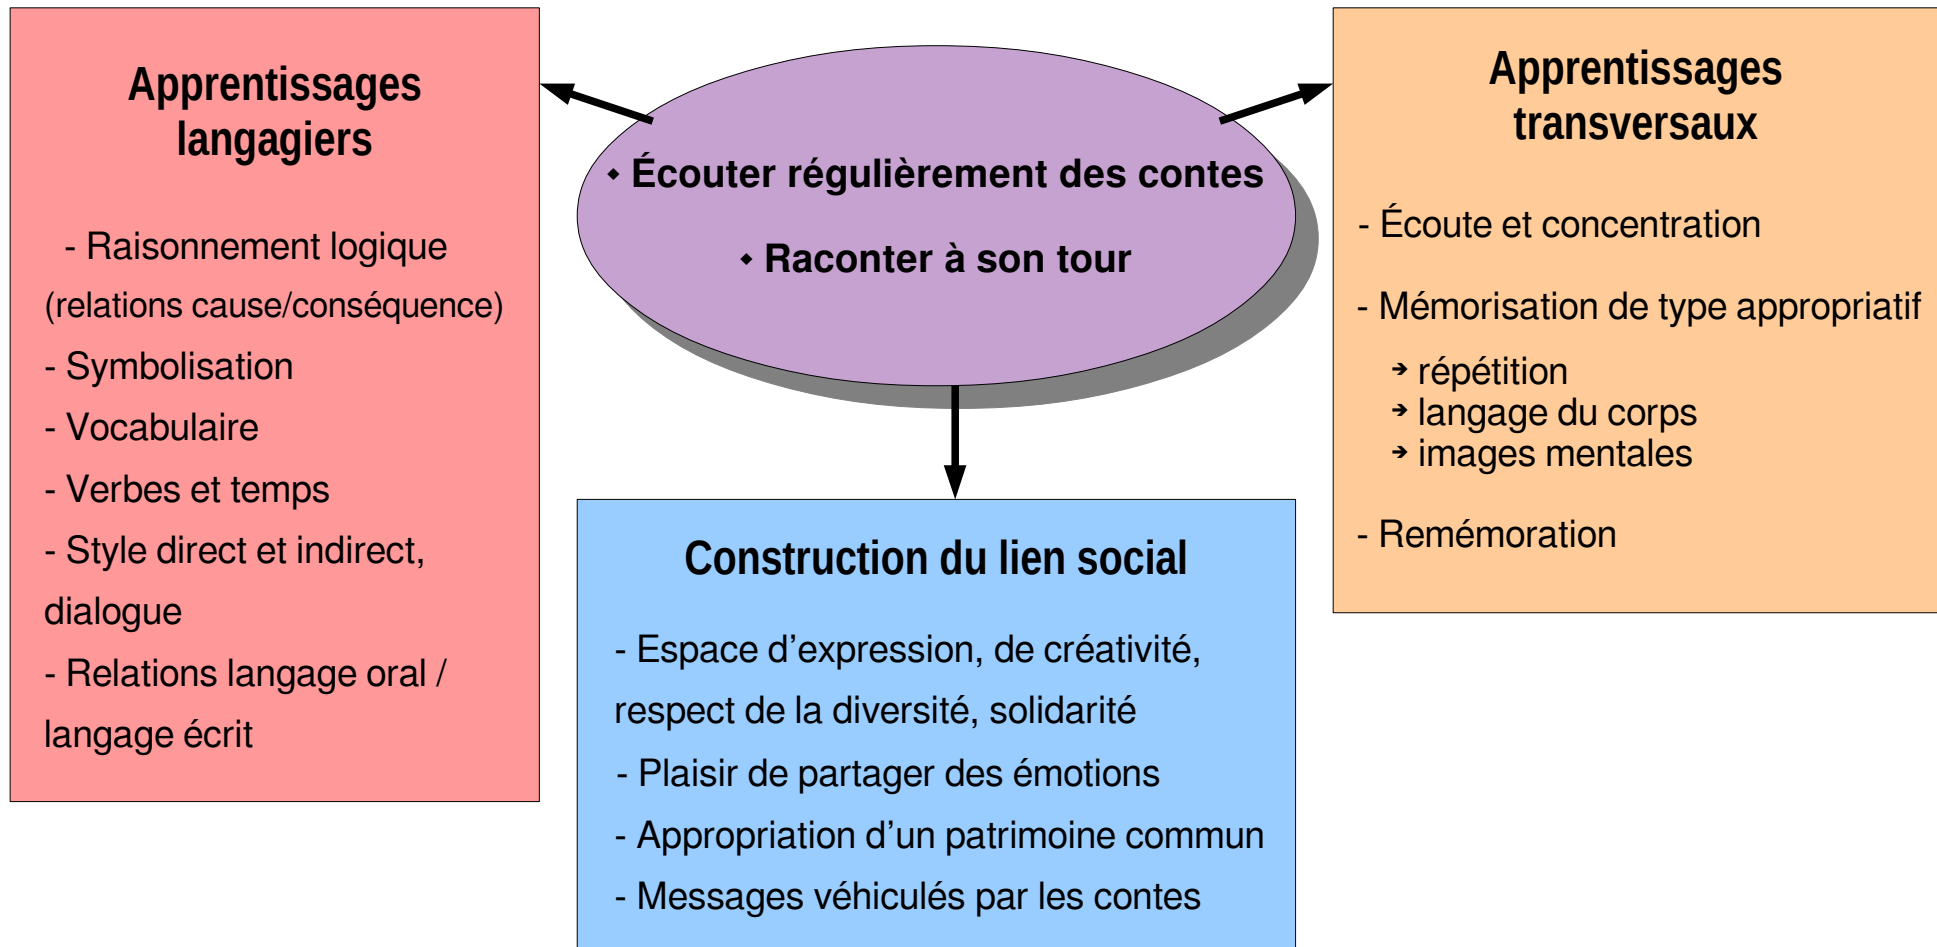 Apprentissages
langagiers
- Raisonnement logique
(relations cause/conséquence)
- Symbolisation
- Vocabulaire
- Verbes et temps
- Style direct et indirect,
dialogue
- Relations langage oral /
langage écrit
◆ Écouter régulièrement des contes
◆ Raconter à son tour
Construction du lien social
- Espace d’expression, de créativité,
respect de la diversité, solidarité
- Plaisir de partager des émotions
- Appropriation d’un patrimoine commun
- Messages véhiculés par les contes
Apprentissages
transversaux
- Écoute et concentration
- Mémorisation de type appropriatif
➔ répétition
➔ langage du corps
➔ images mentales
- Remémoration